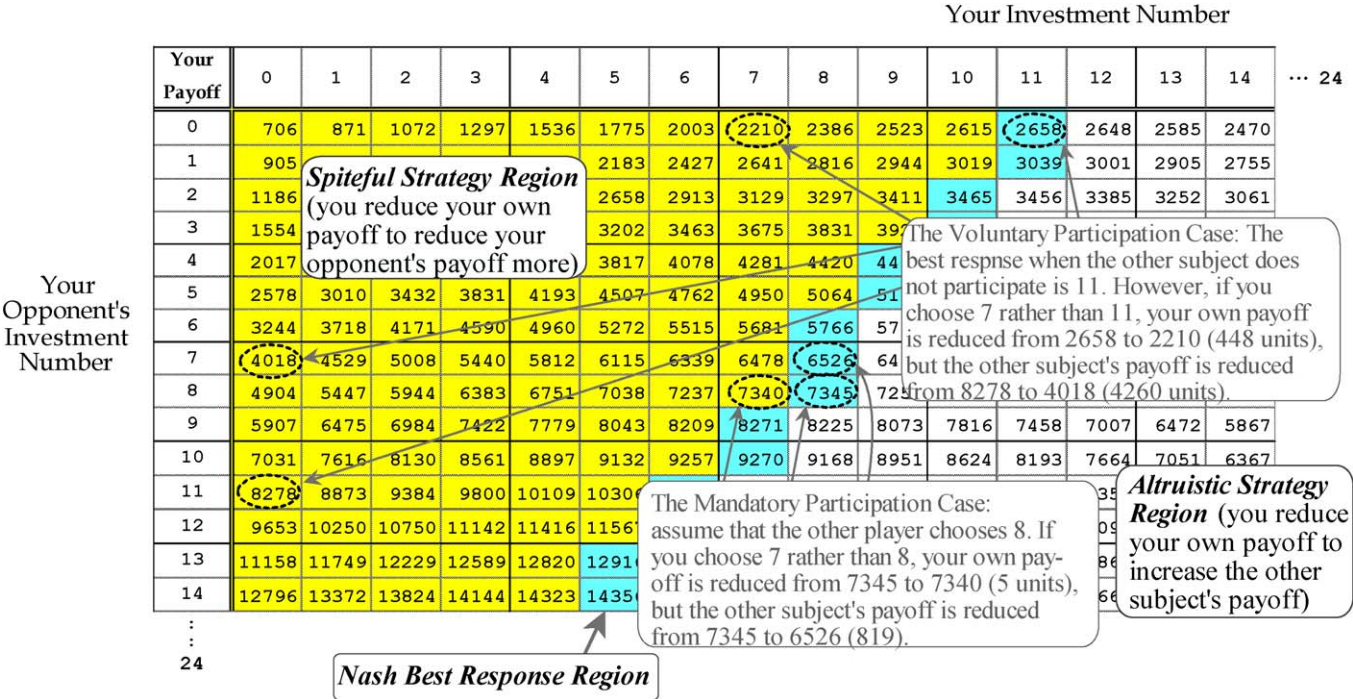 Your Investment Number
Your Payoff 0 1 2 3 4 5 6 7 8 9 10 11 12 13 14 ··· 24
0 706 871 1072 1297 1536 1775 2003 2210 2386 2523 2615 2658 2648 2585 2470
1 905 2183 2427 2641 2816 2944 3019 3039 3001 2905 2755
2 1186 2658 2913 3129 3297 3411 3465 3456 3385 3252 3061
3 1554 3202 3463 3675 3831
4 2017 3817 4078 4281 4420 44
5 2578 3010 3432 3831 4193 4507 4762 4950 5064 51
6 3244 3718 4171 4590 4960 5272 5515 5681 5766 57
7 4018 4529 5008 5440 5812 6115 6339 6478 6526 64
8 4904 5447 5944 6383 6751 7038 7237 7340 7345 725
9 5907 6475 6984 7422 7779 8043 8209 8271 8225 8073 7816 7458 7007 6472 5867
10 7031 7616 8130 8561 8897 9132 9257 9270 9168 8951 8624 8193 7664 7051 6367
11 8278 8873 9384 9800 10109 10306
12 9653 10250 10750 11142 11416 11567
13 11158 11749 12229 12589 12820 1291
14 12796 13372 13824 14144 14323 1435
24
Your
Opponent's
Investment
Number
Spiteful Strategy Region
(you reduce your own
payoff to reduce your
opponent's payoff more)
The Voluntary Participation Case: The
best respnse when the other subject does
not participate is 11. However, if you
choose 7 rather than 11, your own payoff
is reduced from 2658 to 2210 (448 units),
but the other subject's payoff is reduced
from 8278 to 4018 (4260 units).
The Mandatory Participation Case:
assume that the other player chooses 8. If
you choose 7 rather than 8, your own pay-
off is reduced from 7345 to 7340 (5 units),
but the other subject's payoff is reduced
from 7345 to 6526 (819).
Altruistic Strategy
Region (you reduce
your own payoff to
increase the other
subject's payoff)
Nash Best Response Region